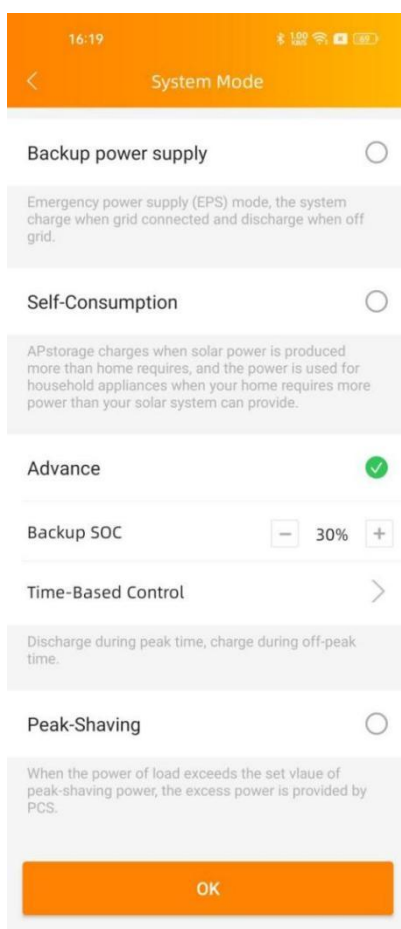 16:19
1.00 KB/S
69
System Mode
Backup power supply
Emergency power supply (EPS) mode, the system
charge when grid connected and discharge when off
grid.
Self-Consumption
APstorage charges when solar power is produced
more than home requires, and the power is used for
household appliances when your home requires more
power than your solar system can provide.
Advance
Backup SOC
− 30% +
Time-Based Control
Discharge during peak time, charge during off-peak
time.
Peak-Shaving
When the power of load exceeds the set vlaue of
peak-shaving power, the excess power is provided by
PCS.
OK